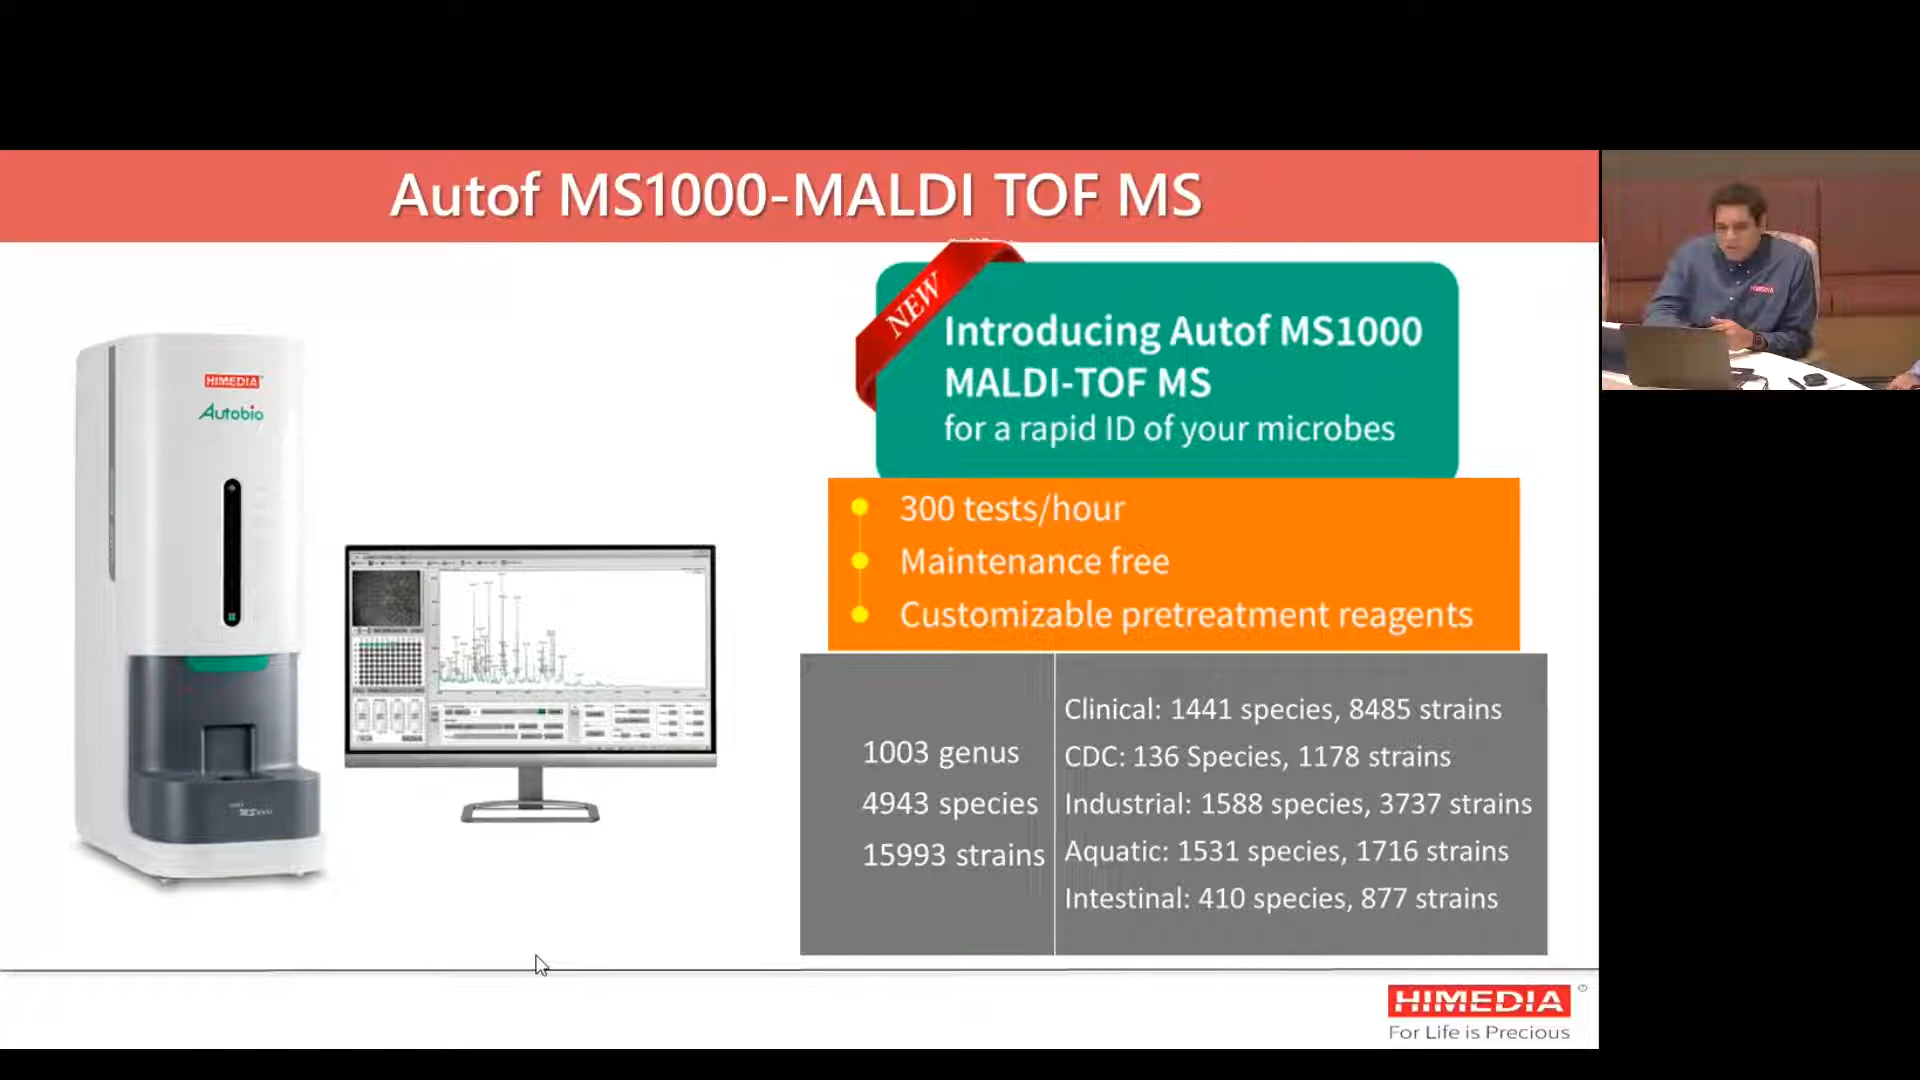 Autof MS1000-MALDI TOF MS
NEW
Introducing Autof MS1000
MALDI-TOF MS
for a rapid ID of your microbes
300 tests/hour
Maintenance free
Customizable pretreatment reagents
1003 genus
4943 species
15993 strains
Clinical: 1441 species, 8485 strains
CDC: 136 Species, 1178 strains
Industrial: 1588 species, 3737 strains
Aquatic: 1531 species, 1716 strains
Intestinal: 410 species, 877 strains
HIMEDIA
Autobio
HIMEDIA
HIMEDIA
For Life is Precious